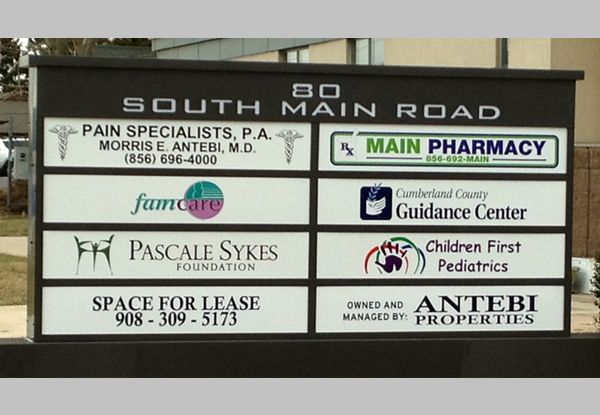 80
SOUTH MAIN ROAD
PAIN SPECIALISTS, P.A.
MORRIS E. ANTEBI, M.D.
(856) 696-4000
Rx MAIN PHARMACY
856-692-MAIN
famcare
Cumberland County
Guidance Center
PASCALE SYKES
FOUNDATION
Children First
Pediatrics
SPACE FOR LEASE
908 - 309 - 5173
OWNED AND
MANAGED BY:
ANTEBI
PROPERTIES